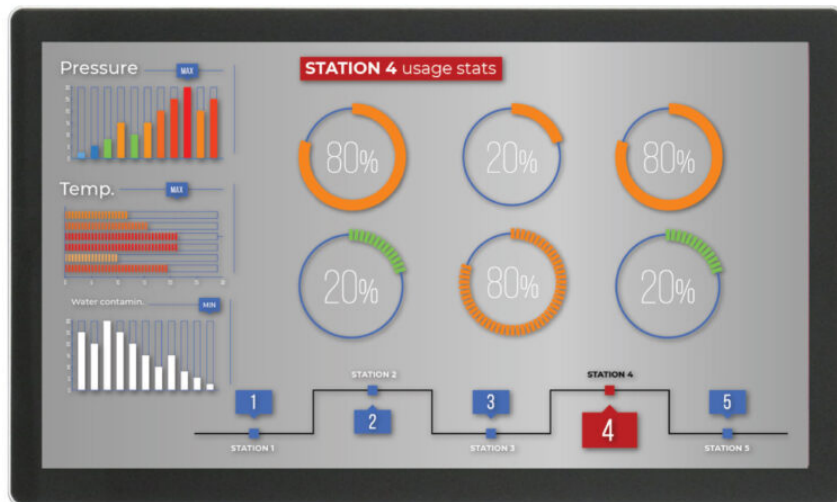 Pressure
MAX
STATION 4 usage stats
80%
20%
80%
Temp.
MAX
20%
80%
20%
Water contamin.
MIN
STATION 2
STATION 4
1
3
5
2
4
STATION 1
STATION 3
STATION 5